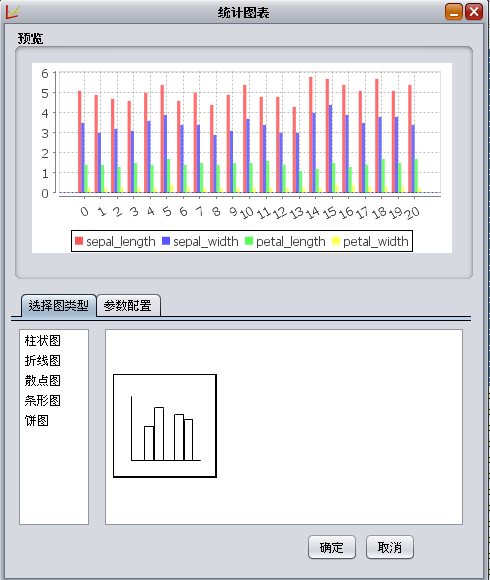 统计图表
预览
6
5
4
3
2
1
0
0 1 2 3 4 5 6 7 8 9 10 11 12 13 14 15 16 17 18 19 20
sepal_length sepal_width petal_length petal_width
选择图类型 参数配置
柱状图
折线图
散点图
条形图
饼图
确定 取消